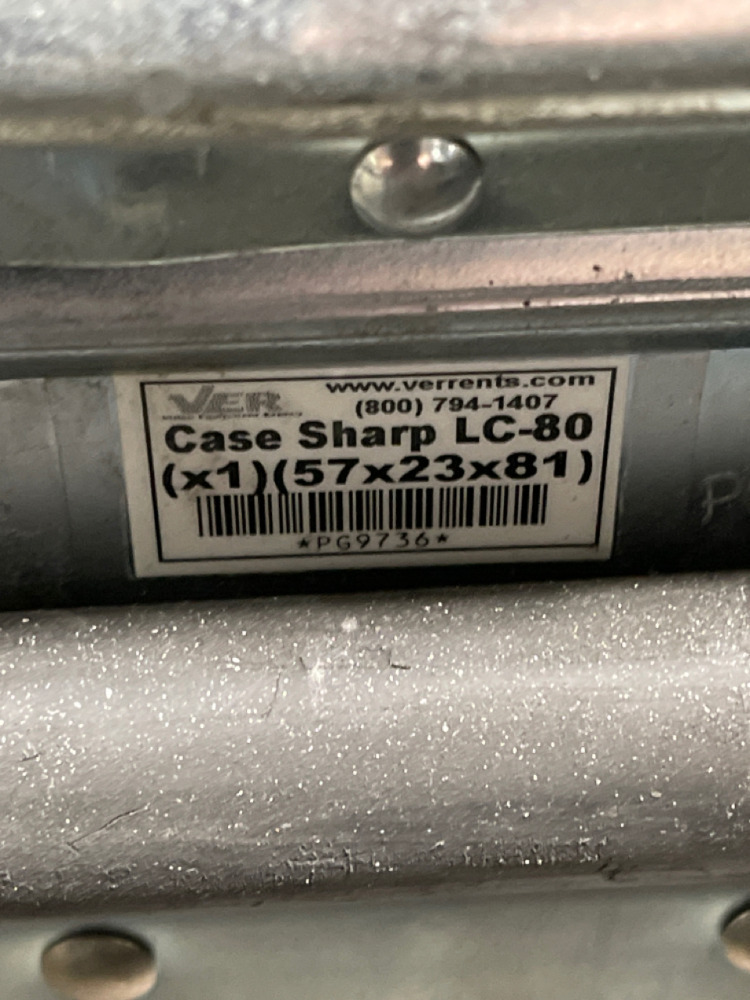 VER
www.verrents.com
(800) 794-1407
Case Sharp LC-80
(x1)(57x23x81)
*PG9736*